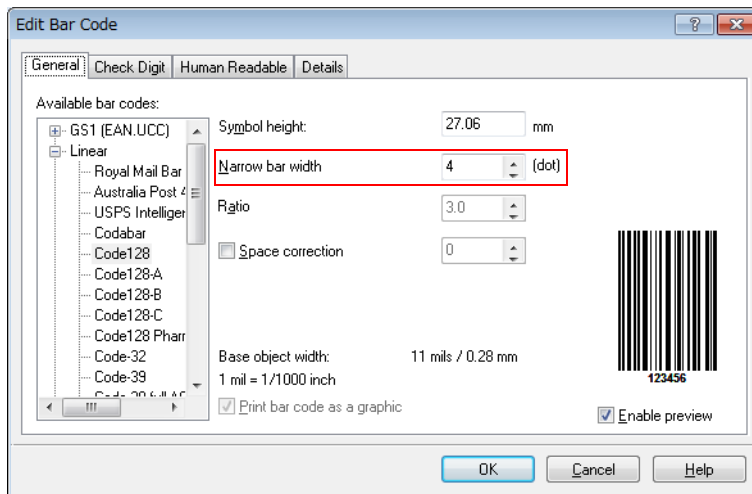 Edit Bar Code
General Check Digit Human Readable Details
Available bar codes:
GS1 (EAN.UCC)
Linear
Royal Mail Bar
Australia Post 4
USPS Intelliger
Codabar
Code128
Code128-A
Code128-B
Code128-C
Code128 Pharr
Code-32
Code-39
Symbol height: 27.06 mm
Narrow bar width 4 (dot)
Ratio 3.0
Space correction 0
Base object width: 11 mils / 0.28 mm
1 mil = 1/1000 inch
Print bar code as a graphic
123456
Enable preview
OK Cancel Help